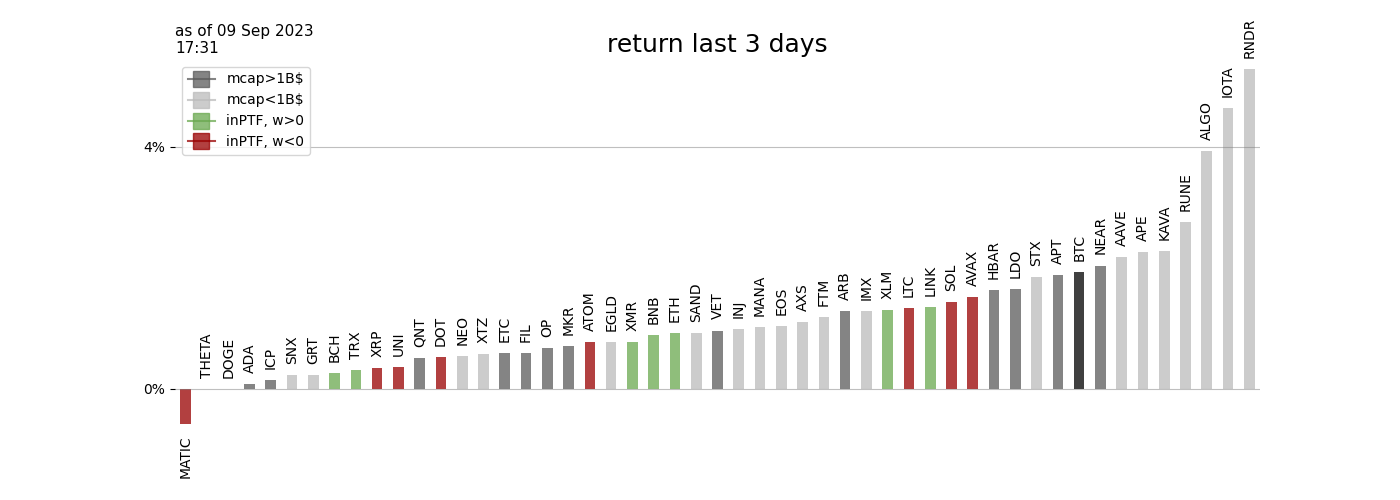 as of 09 Sep 2023
17:31
return last 3 days
mcap>1B$
mcap<1B$
inPTF, w>0
inPTF, w<0
4%
0%
MATIC
THETA
DOGE
ADA
ICP
SNX
GRT
BCH
TRX
XRP
UNI
QNT
DOT
NEO
XTZ
ETC
FIL
OP
MKR
ATOM
EGLD
XMR
BNB
ETH
SAND
VET
INJ
MANA
EOS
AXS
FTM
ARB
IMX
XLM
LTC
LINK
SOL
AVAX
HBAR
LDO
STX
APT
BTC
NEAR
AAVE
APE
KAVA
RUNE
ALGO
IOTA
RNDR